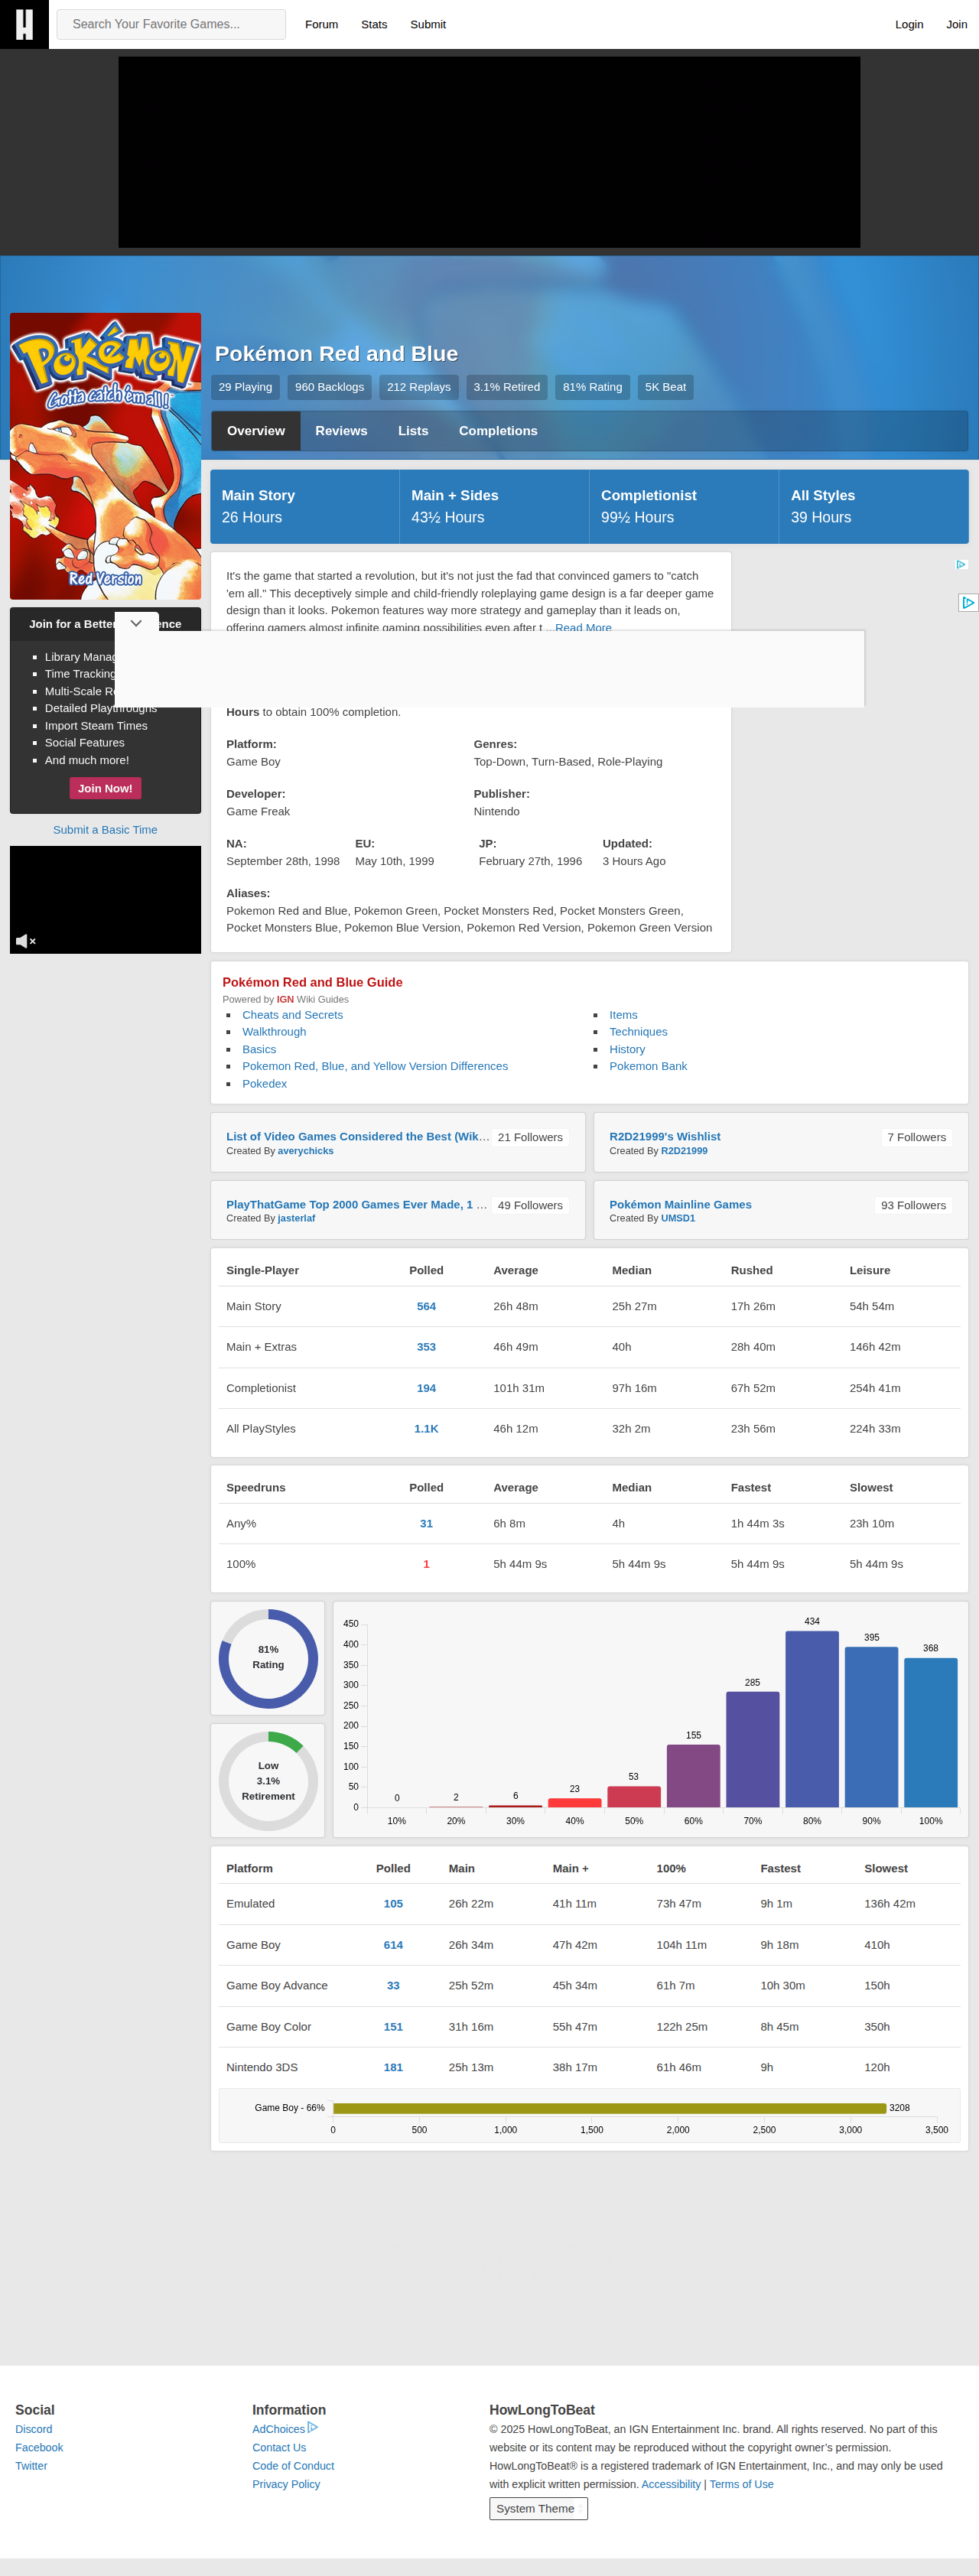 Search Your Favorite Games...
Forum
Stats
Submit
Login
Join
POKéMON
Gotta catch 'em all!
Red Version
Pokémon Red and Blue
29 Playing
960 Backlogs
212 Replays
3.1% Retired
81% Rating
5K Beat
Overview
Reviews
Lists
Completions
Main Story
26 Hours
Main + Sides
43½ Hours
Completionist
99½ Hours
All Styles
39 Hours
Join for a Better
Library
Time Tracking
Detailed Playthroughs
Import Steam Times
Social Features
And much more!
Join Now!
Submit a Basic Time
It's the game that started a revolution, but it's not just the fad that convinced gamers to "catch
'em all." This deceptively simple and child-friendly roleplaying game design is a far deeper game
design than it looks. Pokemon features way more strategy and gameplay than it leads on,
offering gamers almost infinite gaming possibilities even after t ...Read More
Hours to obtain 100% completion.
Platform:
Game Boy
Genres:
Top-Down, Turn-Based, Role-Playing
Developer:
Game Freak
Publisher:
Nintendo
NA:
September 28th, 1998
EU:
May 10th, 1999
JP:
February 27th, 1996
Updated:
3 Hours Ago
Aliases:
Pokemon Red and Blue, Pokemon Green, Pocket Monsters Red, Pocket Monsters Green,
Pocket Monsters Blue, Pokemon Blue Version, Pokemon Red Version, Pokemon Green Version
Pokémon Red and Blue Guide
Powered by IGN Wiki Guides
Cheats and Secrets
Walkthrough
Basics
Pokemon Red, Blue, and Yellow Version Differences
Pokedex
Items
Techniques
History
Pokemon Bank
List of Video Games Considered the Best (Wik... 21 Followers
Created By averychicks
R2D21999's Wishlist 7 Followers
Created By R2D21999
PlayThatGame Top 2000 Games Ever Made, 1 ... 49 Followers
Created By jasterlaf
Pokémon Mainline Games 93 Followers
Created By UMSD1
Single-Player Polled Average Median Rushed Leisure
Main Story 564 26h 48m 25h 27m 17h 26m 54h 54m
Main + Extras 353 46h 49m 40h 28h 40m 146h 42m
Completionist 194 101h 31m 97h 16m 67h 52m 254h 41m
All PlayStyles 1.1K 46h 12m 32h 2m 23h 56m 224h 33m
Speedruns Polled Average Median Fastest Slowest
Any% 31 6h 8m 4h 1h 44m 3s 23h 10m
100% 1 5h 44m 9s 5h 44m 9s 5h 44m 9s 5h 44m 9s
81%
Rating
Low
3.1%
Retirement
450
400
350
300
250
200
150
100
50
0
0 2 6 23 53 155 285 434 395 368
10% 20% 30% 40% 50% 60% 70% 80% 90% 100%
Platform Polled Main Main + 100% Fastest Slowest
Emulated 105 26h 22m 41h 11m 73h 47m 9h 1m 136h 42m
Game Boy 614 26h 34m 47h 42m 104h 11m 9h 18m 410h
Game Boy Advance 33 25h 52m 45h 34m 61h 7m 10h 30m 150h
Game Boy Color 151 31h 16m 55h 47m 122h 25m 8h 45m 350h
Nintendo 3DS 181 25h 13m 38h 17m 61h 46m 9h 120h
Game Boy - 66% 3208
0 500 1,000 1,500 2,000 2,500 3,000 3,500
Social
Discord
Facebook
Twitter
Information
AdChoices
Contact Us
Code of Conduct
Privacy Policy
HowLongToBeat
© 2025 HowLongToBeat, an IGN Entertainment Inc. brand. All rights reserved. No part of this
website or its content may be reproduced without the copyright owner's permission.
HowLongToBeat® is a registered trademark of IGN Entertainment, Inc., and may only be used
with explicit written permission. Accessibility | Terms of Use
System Theme